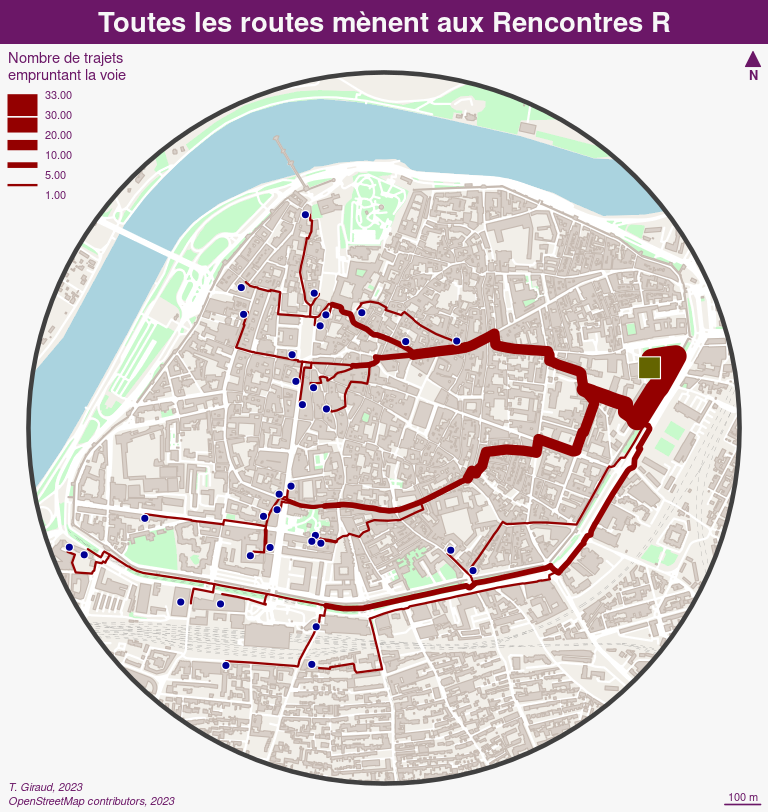 Toutes les routes mènent aux Rencontres R
Nombre de trajets
empruntant la voie
33.00
30.00
20.00
10.00
5.00
1.00
N
T. Giraud, 2023
OpenStreetMap contributors, 2023
100 m